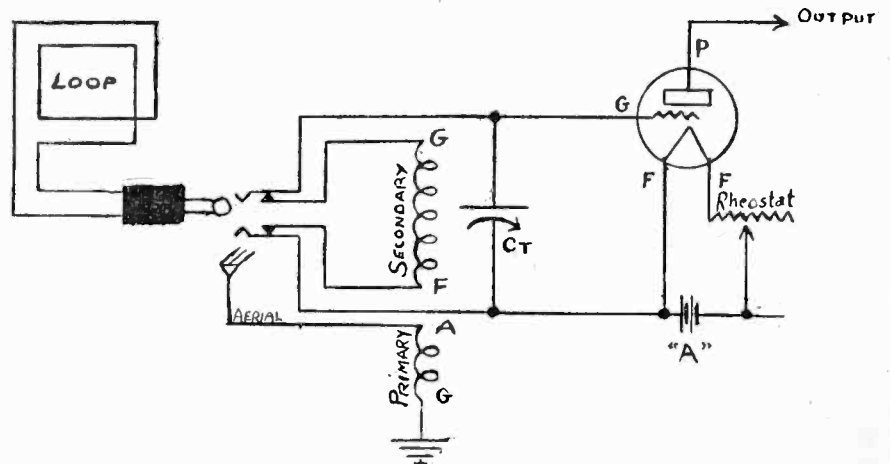 OUTPUT
P
LOOP
G
G
SECONDARY
F
F
Rheostat
CT
F
AERIAL
A
PRIMARY
G
"A"